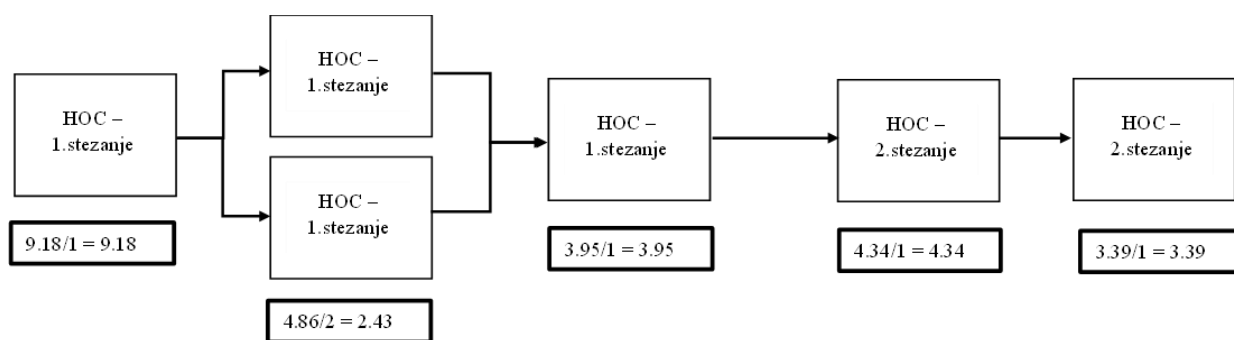 HOC –
1.stezanje
9.18/1 = 9.18
HOC –
1.stezanje
HOC –
1.stezanje
4.86/2 = 2.43
HOC –
1.stezanje
3.95/1 = 3.95
HOC –
2.stezanje
4.34/1 = 4.34
HOC –
2.stezanje
3.39/1 = 3.39